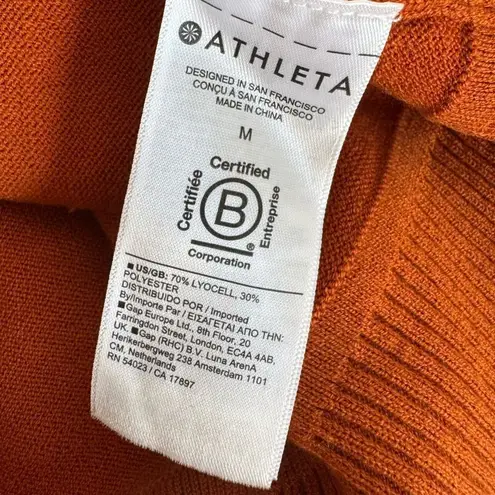 ATHLETA
DESIGNED IN SAN FRANCISCO
CONÇU À SAN FRANCISCO
MADE IN CHINA
M
Certified
Certifiée
B
Entreprise
®
Corporation
■ US/GB: 70% LYOCELL, 30%
POLYESTER
DISTRIBUIDO POR / Imported
By/Importe Par / ΕΙΣΑΓΕΤΑΙ ΑΠΟ ΤΗΝ:
■Gap Europe Ltd., 8th Floor, 20
Farringdon Street, London, EC4A 4AB,
UK. ■Gap (RHC) B.V. Luna ArenA
Herikerbergweg 238 Amsterdam 1101
CM. Netherlands
RN 54023 / CA 17897